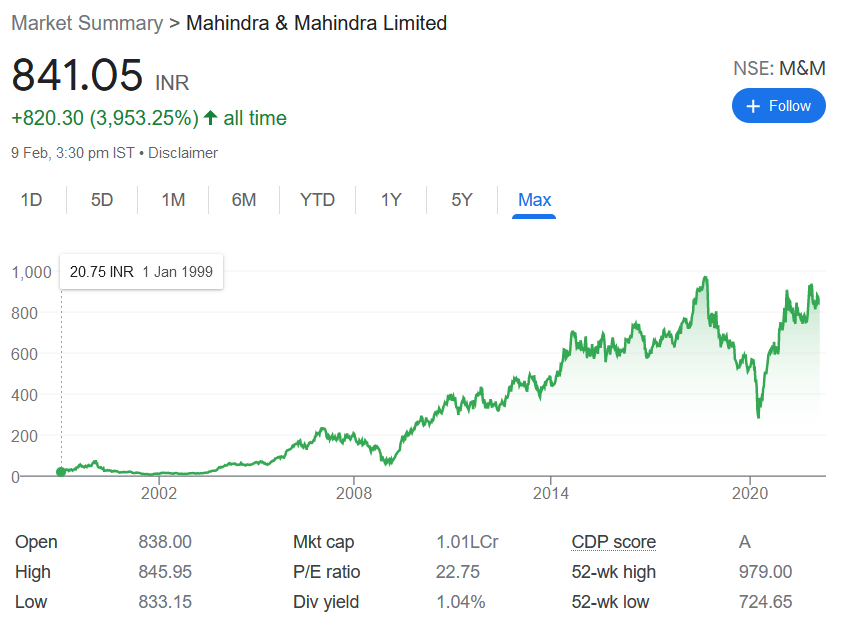 Market Summary > Mahindra & Mahindra Limited
841.05 INR
NSE: M&M
+ Follow
+820.30 (3,953.25%) ↑ all time
9 Feb, 3:30 pm IST • Disclaimer
1D 5D 1M 6M YTD 1Y 5Y Max
20.75 INR 1 Jan 1999
1,000
800
600
400
200
0
2002 2008 2014 2020
Open 838.00 Mkt cap 1.01LCr CDP score A
High 845.95 P/E ratio 22.75 52-wk high 979.00
Low 833.15 Div yield 1.04% 52-wk low 724.65